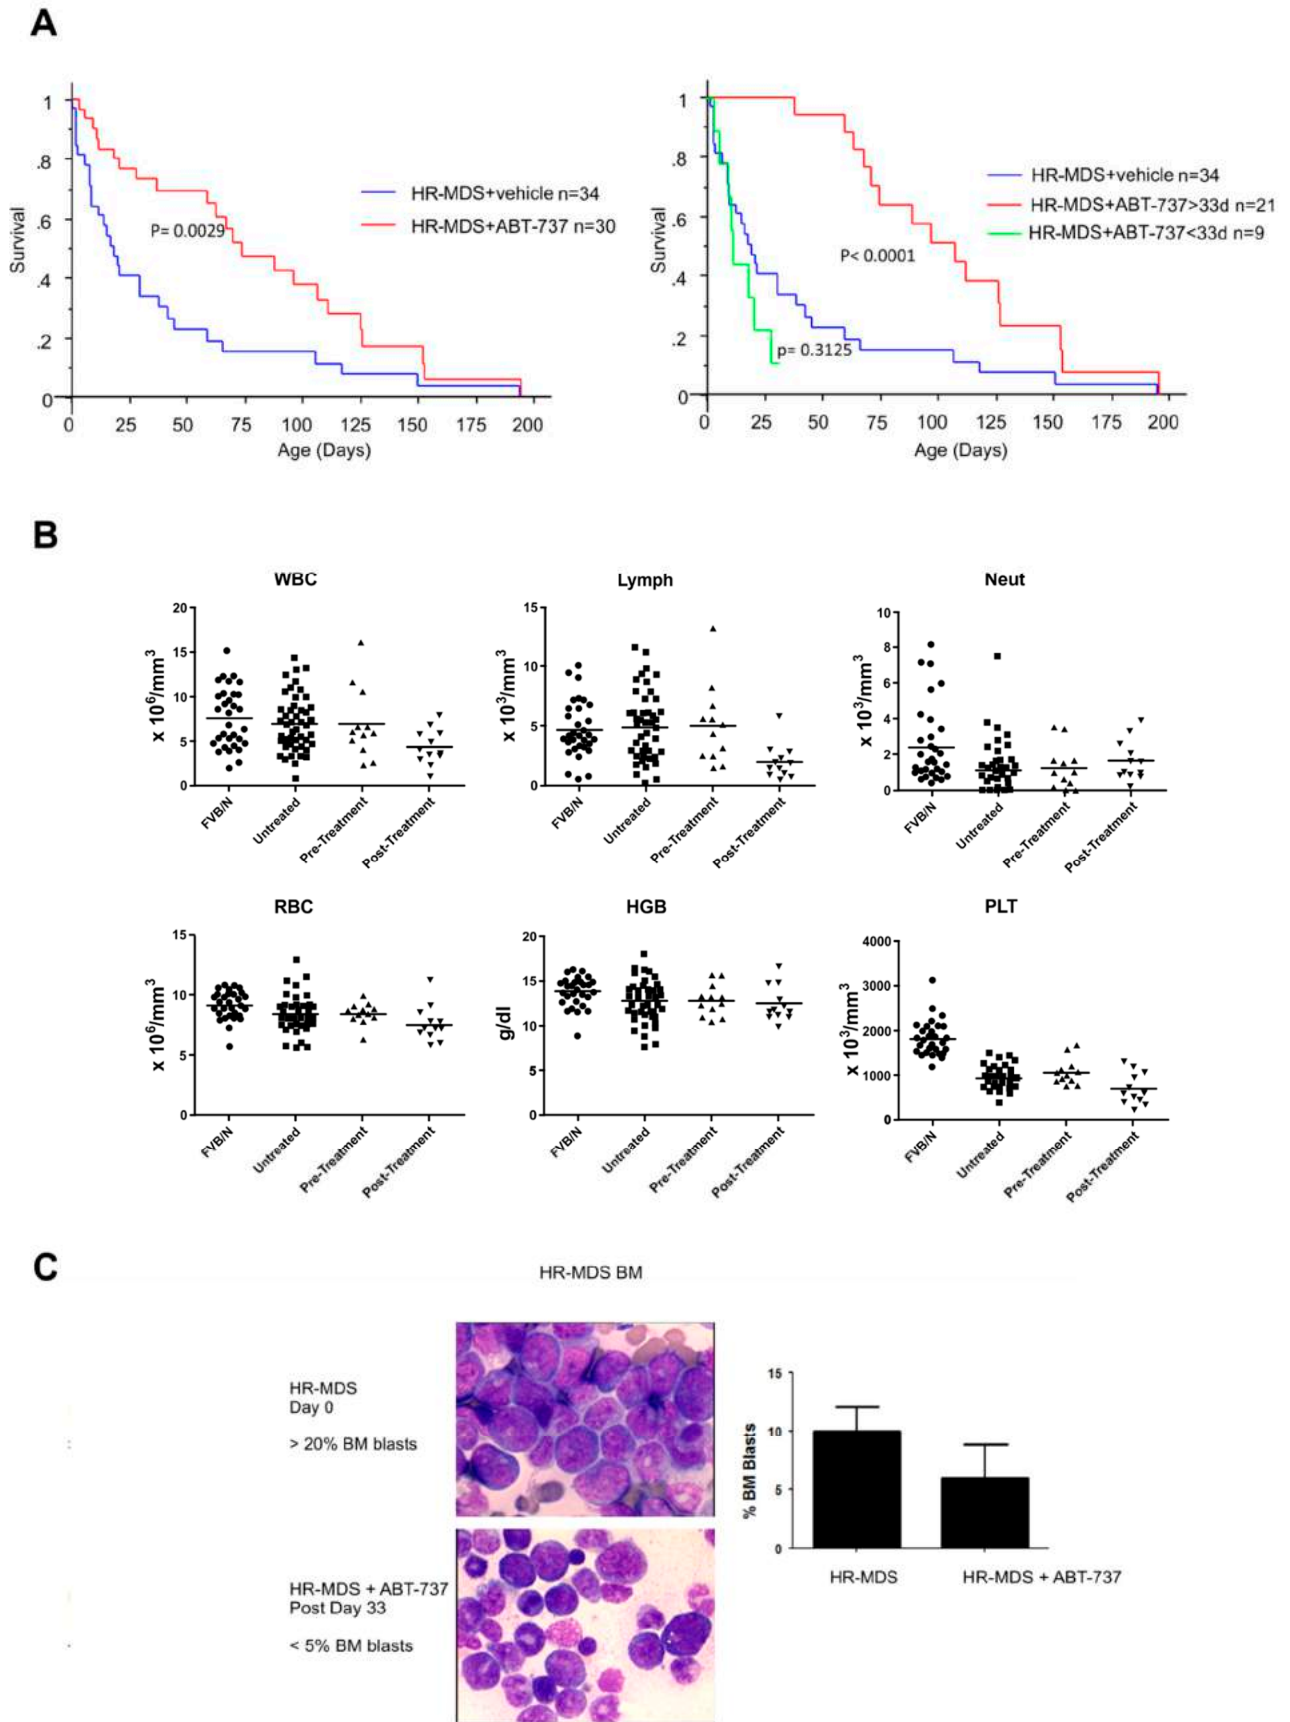 A
1
.8
.6
.4
.2
0
Survival
0 25 50 75 100 125 150 175 200
Age (Days)
P= 0.0029
HR-MDS+vehicle n=34
HR-MDS+ABT-737 n=30
1
.8
.6
.4
.2
0
Survival
0 25 50 75 100 125 150 175 200
Age (Days)
P< 0.0001
p= 0.3125
HR-MDS+vehicle n=34
HR-MDS+ABT-737>33d n=21
HR-MDS+ABT-737<33d n=9
B
WBC
20
15
10
5
0
x 10⁶/mm³
FVB/N
Untreated
Pre-Treatment
Post-Treatment
Lymph
15
10
5
0
x 10³/mm³
FVB/N
Untreated
Pre-Treatment
Post-Treatment
Neut
10
8
6
4
2
0
x 10³/mm³
FVB/N
Untreated
Pre-Treatment
Post-Treatment
RBC
15
10
5
0
x 10⁶/mm³
FVB/N
Untreated
Pre-Treatment
Post-Treatment
HGB
20
15
10
5
0
g/dl
FVB/N
Untreated
Pre-Treatment
Post-Treatment
PLT
4000
3000
2000
1000
0
x 10³/mm³
FVB/N
Untreated
Pre-Treatment
Post-Treatment
C
HR-MDS BM
HR-MDS
Day 0
> 20% BM blasts
HR-MDS + ABT-737
Post Day 33
< 5% BM blasts
15
10
5
0
% BM Blasts
HR-MDS
HR-MDS + ABT-737